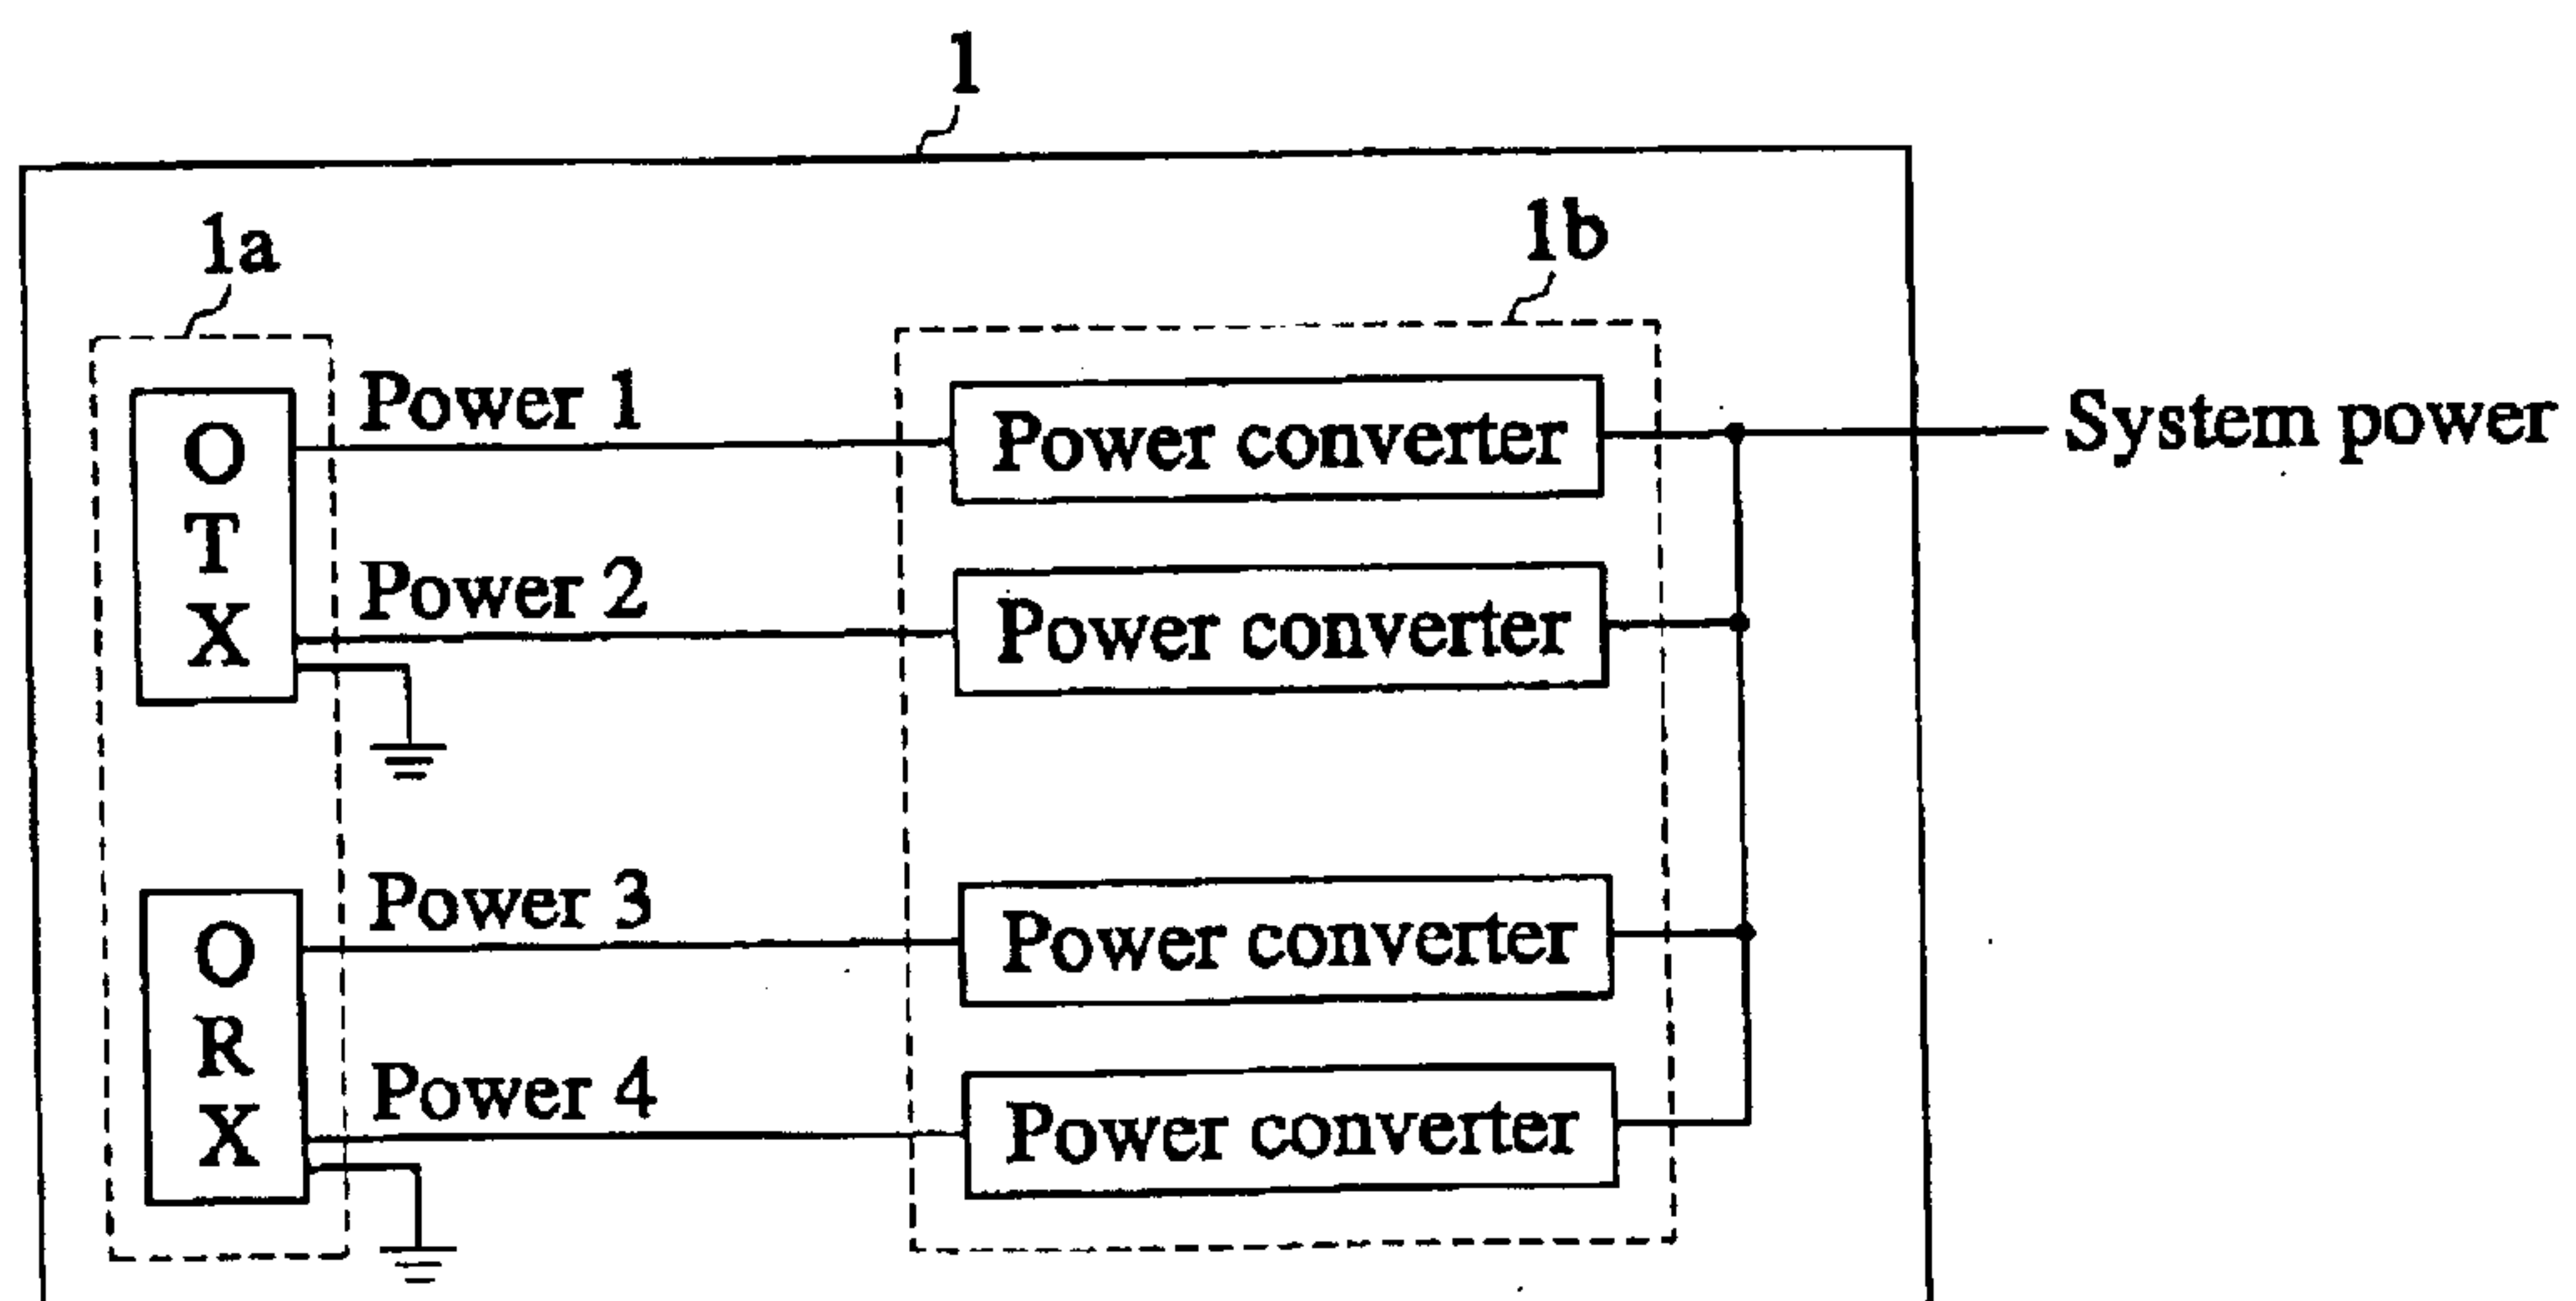 1
1a
1b
Power 1
Power converter
System power
O
T
X
Power 2
Power converter
Power 3
Power converter
O
R
X
Power 4
Power converter